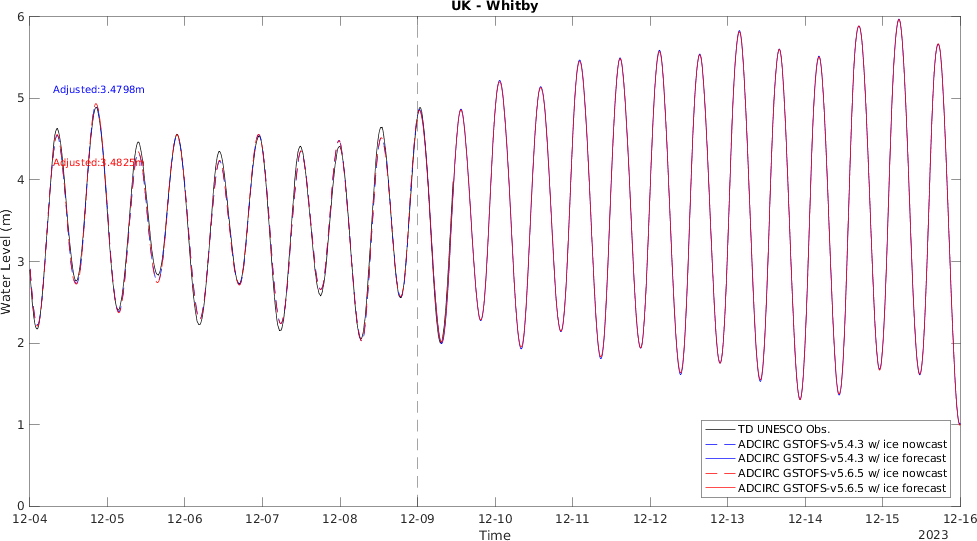 UK - Whitby
6
5
4
3
2
1
0
Water Level (m)
Adjusted:3.4798m
Adjusted:3.4825m
TD UNESCO Obs.
ADCIRC GSTOFS-v5.4.3 w/ ice nowcast
ADCIRC GSTOFS-v5.4.3 w/ ice forecast
ADCIRC GSTOFS-v5.6.5 w/ ice nowcast
ADCIRC GSTOFS-v5.6.5 w/ ice forecast
12-04 12-05 12-06 12-07 12-08 12-09 12-10 12-11 12-12 12-13 12-14 12-15 12-16
Time
2023